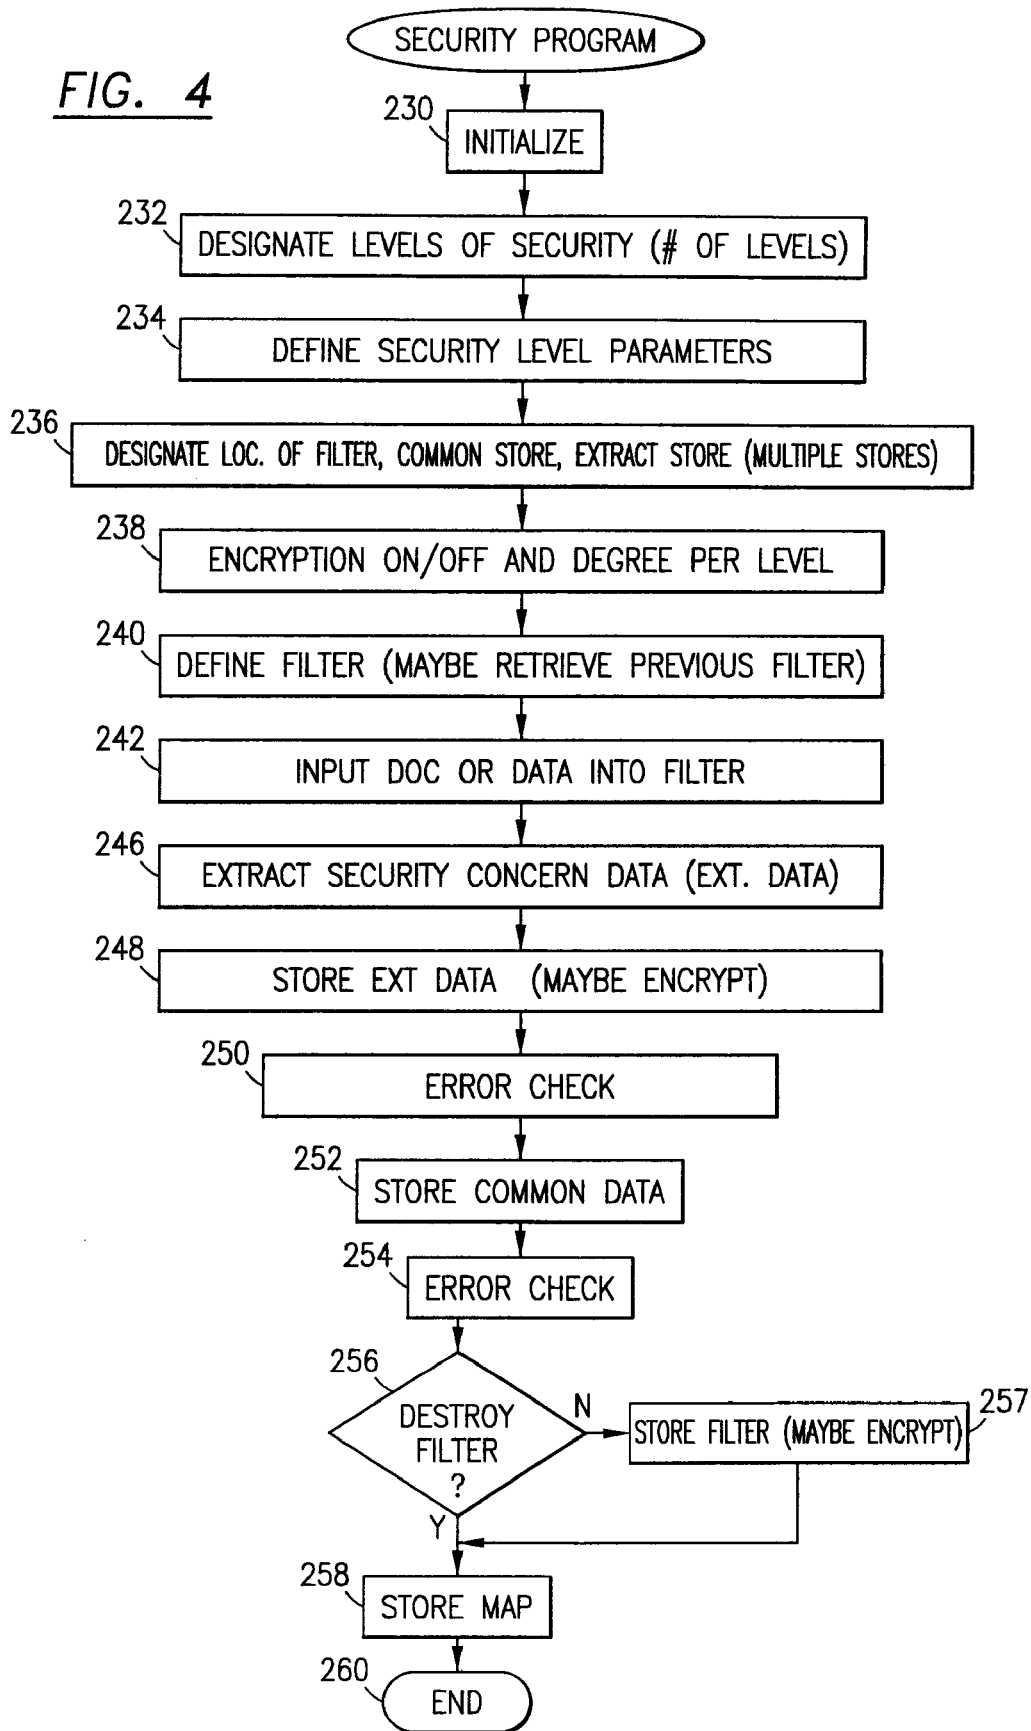 SECURITY PROGRAM
FIG. 4
230
INITIALIZE
232
DESIGNATE LEVELS OF SECURITY (# OF LEVELS)
234
DEFINE SECURITY LEVEL PARAMETERS
236
DESIGNATE LOC. OF FILTER, COMMON STORE, EXTRACT STORE (MULTIPLE STORES)
238
ENCRYPTION ON/OFF AND DEGREE PER LEVEL
240
DEFINE FILTER (MAYBE RETRIEVE PREVIOUS FILTER)
242
INPUT DOC OR DATA INTO FILTER
246
EXTRACT SECURITY CONCERN DATA (EXT. DATA)
248
STORE EXT DATA (MAYBE ENCRYPT)
250
ERROR CHECK
252
STORE COMMON DATA
254
ERROR CHECK
256
DESTROY
FILTER
?
N
257
STORE FILTER (MAYBE ENCRYPT)
Y
258
STORE MAP
260
END